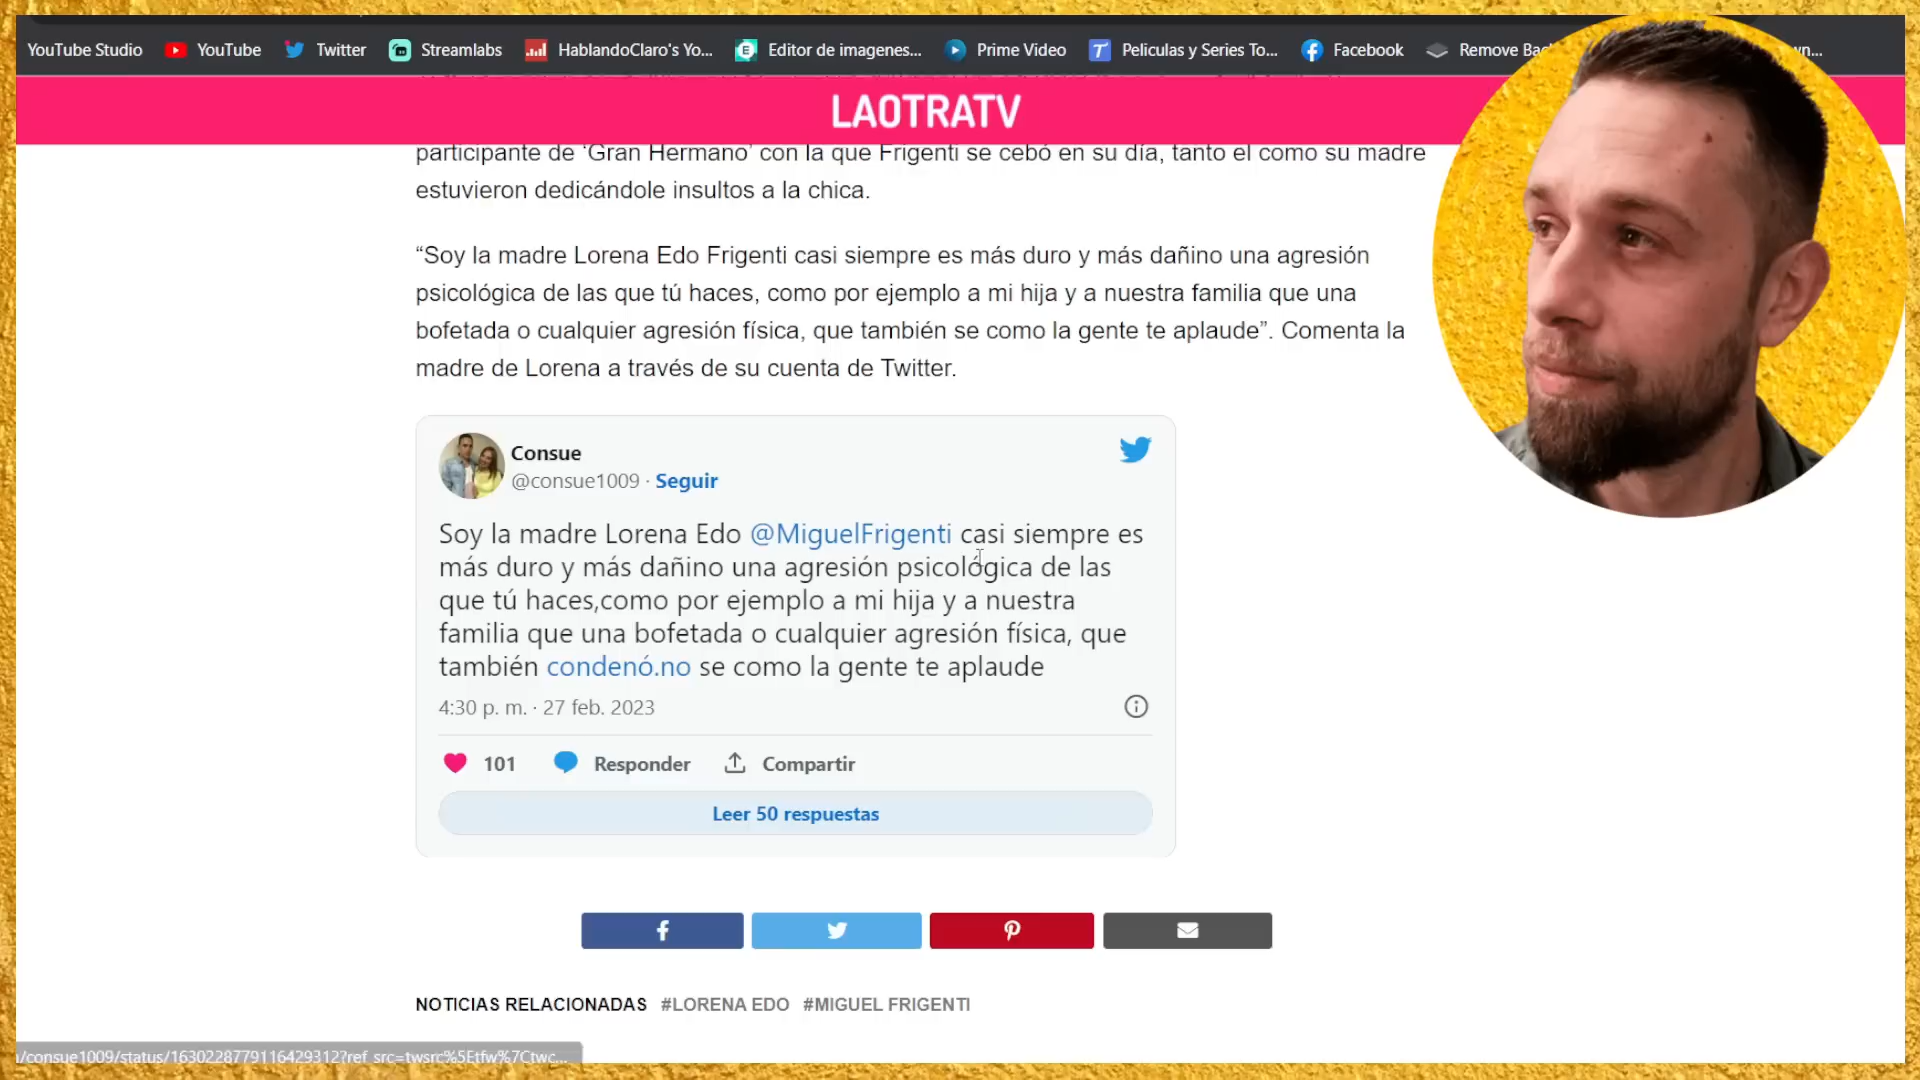 YouTube Studio YouTube Twitter Streamlabs HablandoClaro's Yo... Editor de imagenes... Prime Video Peliculas y Series To... Facebook Remove Bac
LAOTRATV
participante de ‘Gran Hermano’ con la que Frigenti se cebó en su día, tanto el como su madre
estuvieron dedicándole insultos a la chica.
“Soy la madre Lorena Edo Frigenti casi siempre es más duro y más dañino una agresión
psicológica de las que tú haces, como por ejemplo a mi hija y a nuestra familia que una
bofetada o cualquier agresión física, que también se como la gente te aplaude”. Comenta la
madre de Lorena a través de su cuenta de Twitter.
Consue
@consue1009 · Seguir
Soy la madre Lorena Edo @MiguelFrigenti casi siempre es
más duro y más dañino una agresión psicológica de las
que tú haces,como por ejemplo a mi hija y a nuestra
familia que una bofetada o cualquier agresión física, que
también condenó.no se como la gente te aplaude
4:30 p. m. · 27 feb. 2023
101 Responder Compartir
Leer 50 respuestas
NOTICIAS RELACIONADAS #LORENA EDO #MIGUEL FRIGENTI
/consue1009/status/1630228779116429312?ref_src=twsrc%5Etfw%7Ctwc...